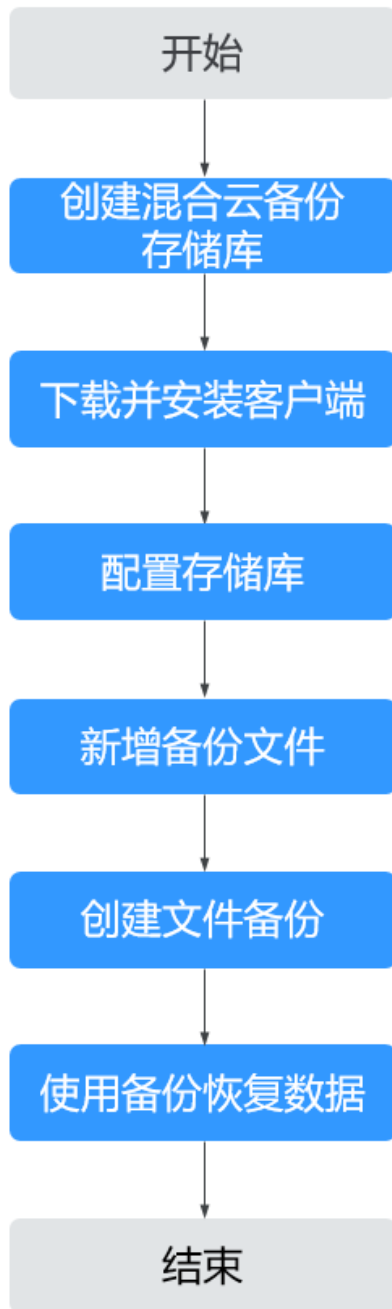 开始
创建混合云备份
存储库
下载并安装客户端
配置存储库
新增备份文件
创建文件备份
使用备份恢复数据
结束